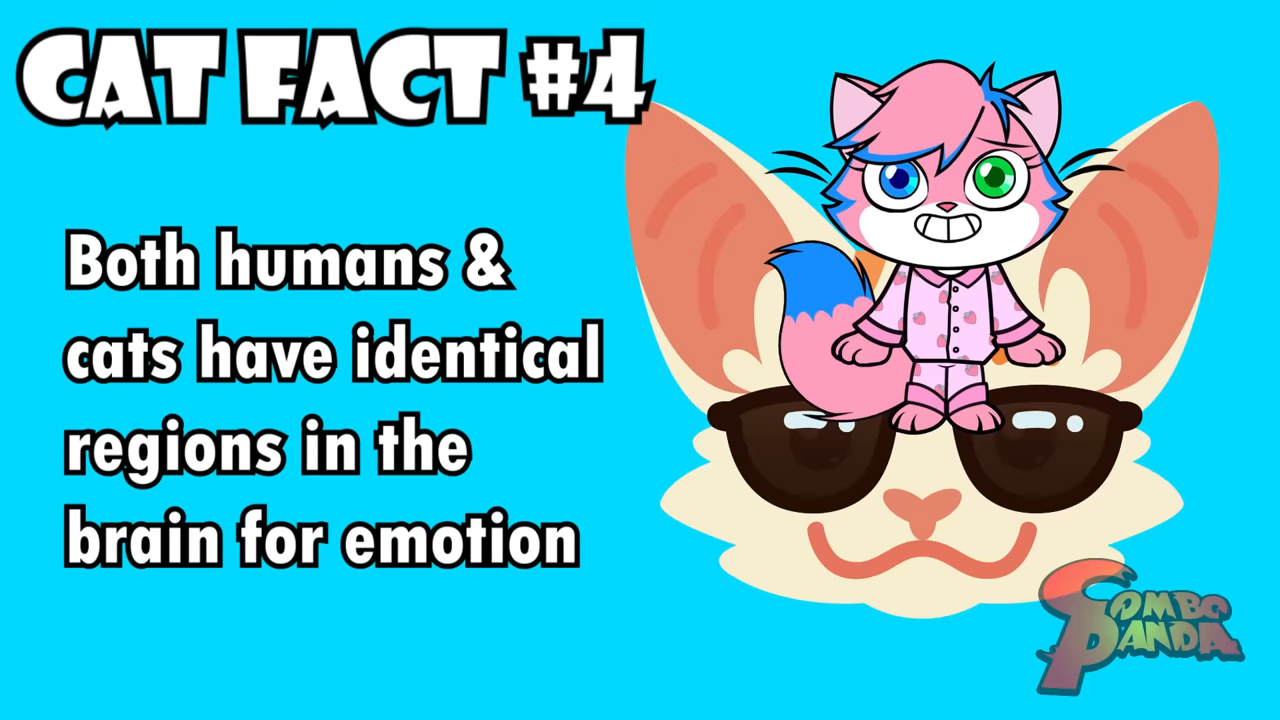 CAT FACT #4
Both humans &
cats have identical
regions in the
brain for emotion
COMBO
PANDA